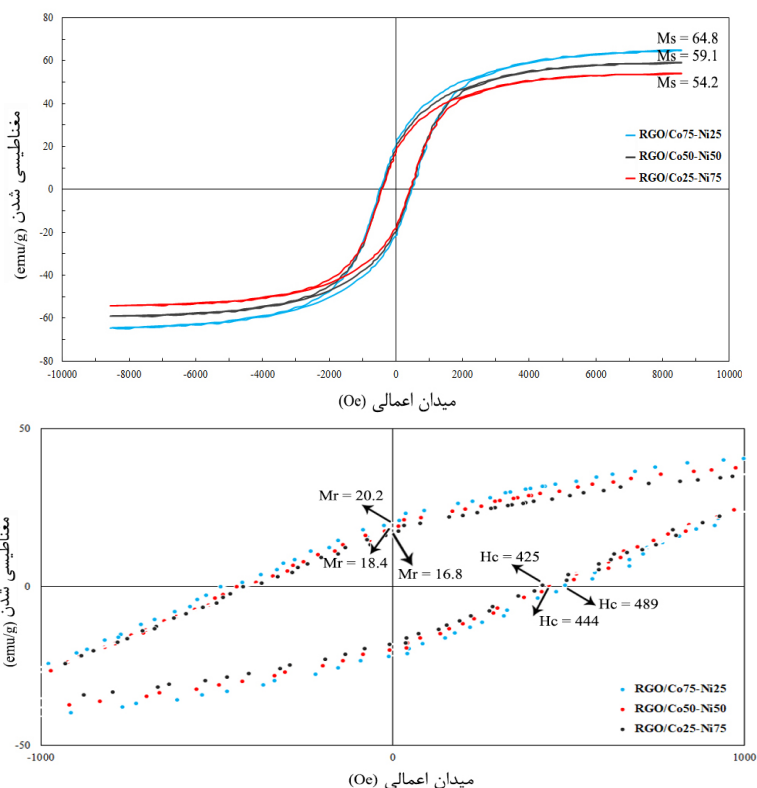 80
60
40
20
0
-20
-40
-60
-80
-10000 -8000 -6000 -4000 -2000 0 2000 4000 6000 8000 10000
مغناطیسی شدن (emu/g)
میدان اعمالی (Oe)
Ms = 64.8
Ms = 59.1
Ms = 54.2
RGO/Co75-Ni25
RGO/Co50-Ni50
RGO/Co25-Ni75
50
0
-50
-1000 0 1000
مغناطیسی شدن (emu/g)
میدان اعمالی (Oe)
Mr = 20.2
Mr = 18.4
Mr = 16.8
Hc = 425
Hc = 489
Hc = 444
RGO/Co75-Ni25
RGO/Co50-Ni50
RGO/Co25-Ni75